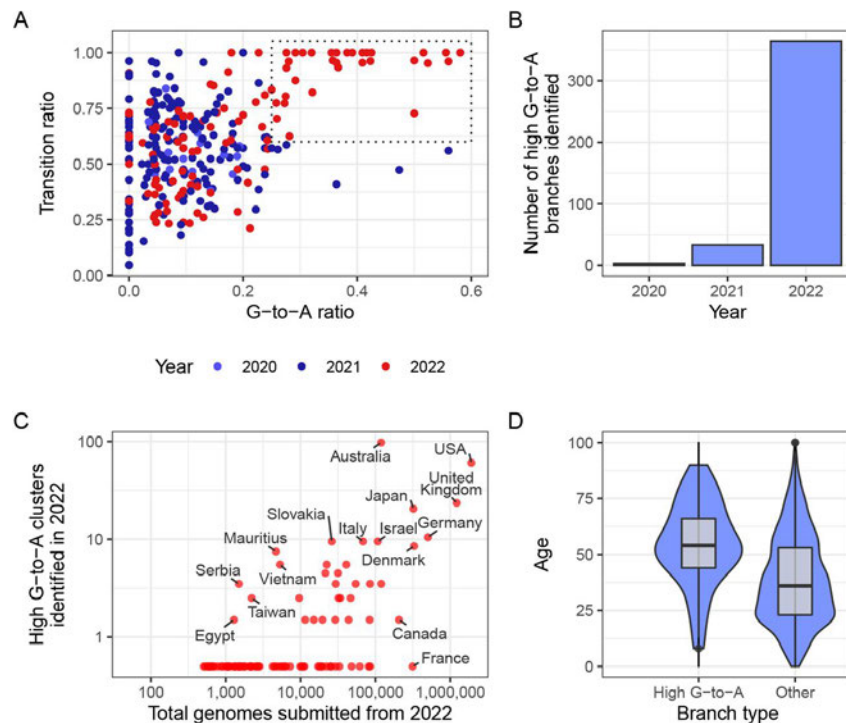 A
Transition ratio
1.00
0.75
0.50
0.25
0.00
0.0
0.2
0.4
0.6
G−to−A ratio
Year
2020
2021
2022
B
Number of high G−to−A
branches identified
300
200
100
0
2020
2021
2022
Year
C
High G−to−A clusters
identified in 2022
100
10
1
Australia
USA
United
Kingdom
Japan
Slovakia
Italy
Israel
Germany
Mauritius
Denmark
Serbia
Vietnam
Taiwan
Egypt
Canada
France
100
1,000
10,000
100,000
1,000,000
Total genomes submitted from 2022
D
Age
100
75
50
25
0
High G−to−A
Other
Branch type